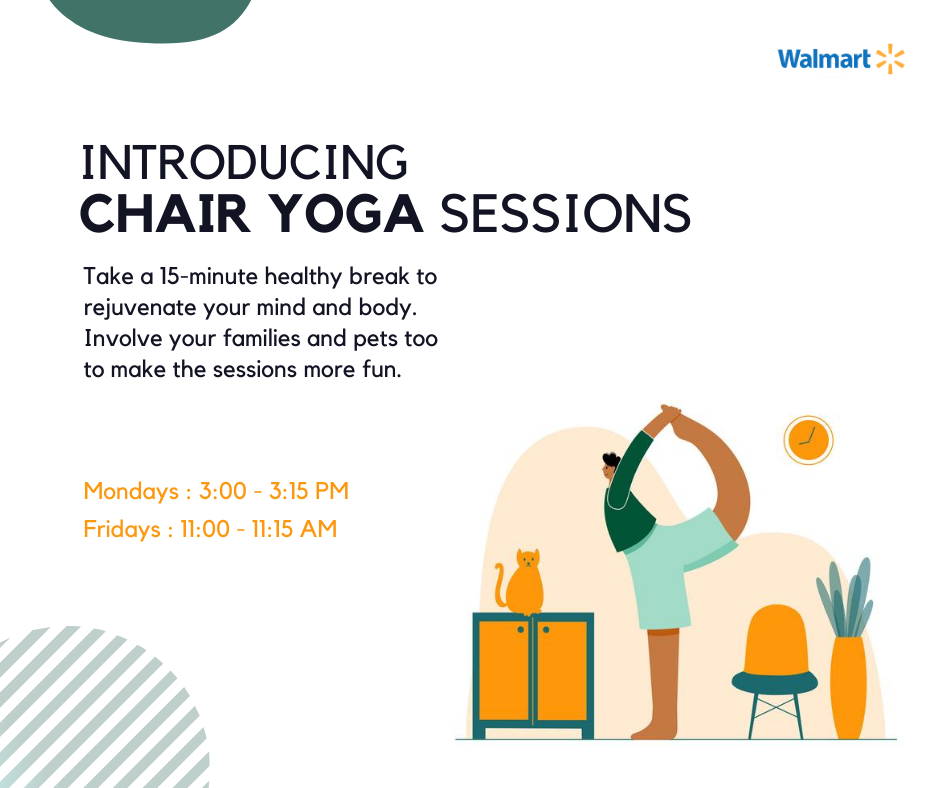 Walmart
INTRODUCING
CHAIR YOGA SESSIONS
Take a 15-minute healthy break to
rejuvenate your mind and body.
Involve your families and pets too
to make the sessions more fun.
Mondays : 3:00 - 3:15 PM
Fridays : 11:00 - 11:15 AM